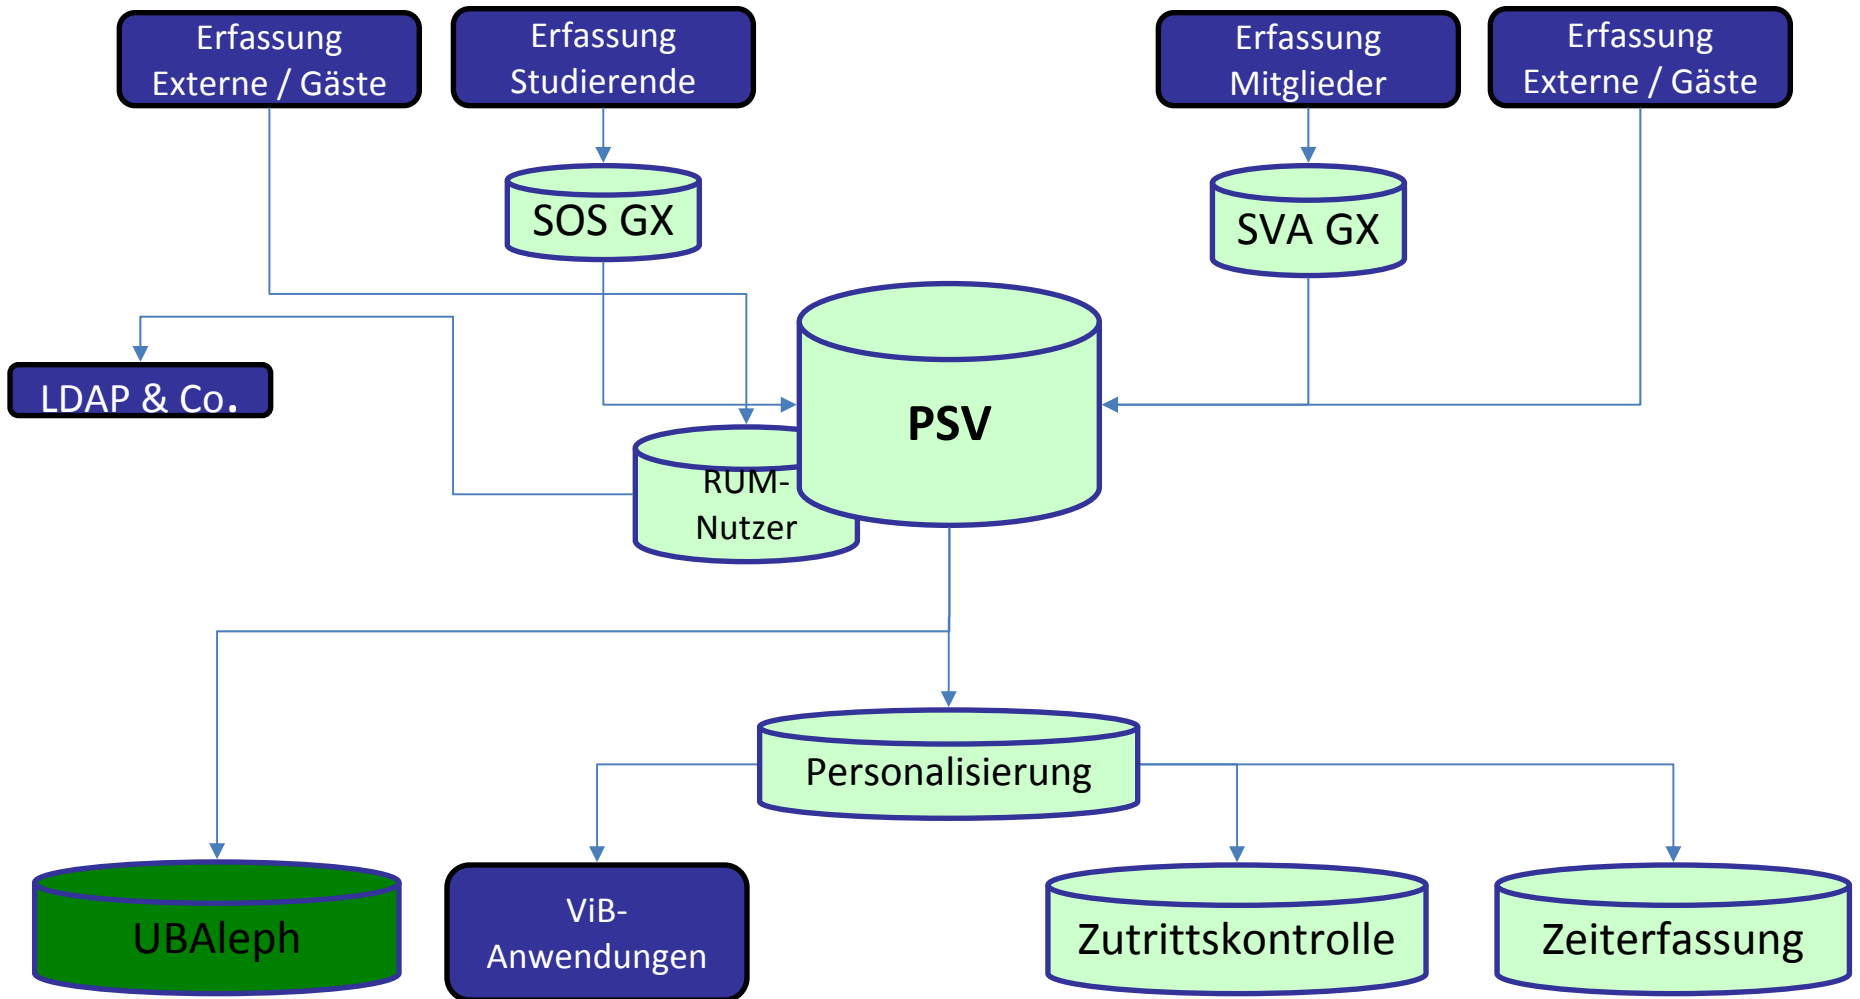 Erfassung
Externe / Gäste
Erfassung
Studierende
Erfassung
Mitglieder
Erfassung
Externe / Gäste
SOS GX
SVA GX
LDAP & Co.
PSV
RUM-
Nutzer
Personalisierung
UBAleph
ViB-
Anwendungen
Zutrittskontrolle
Zeiterfassung